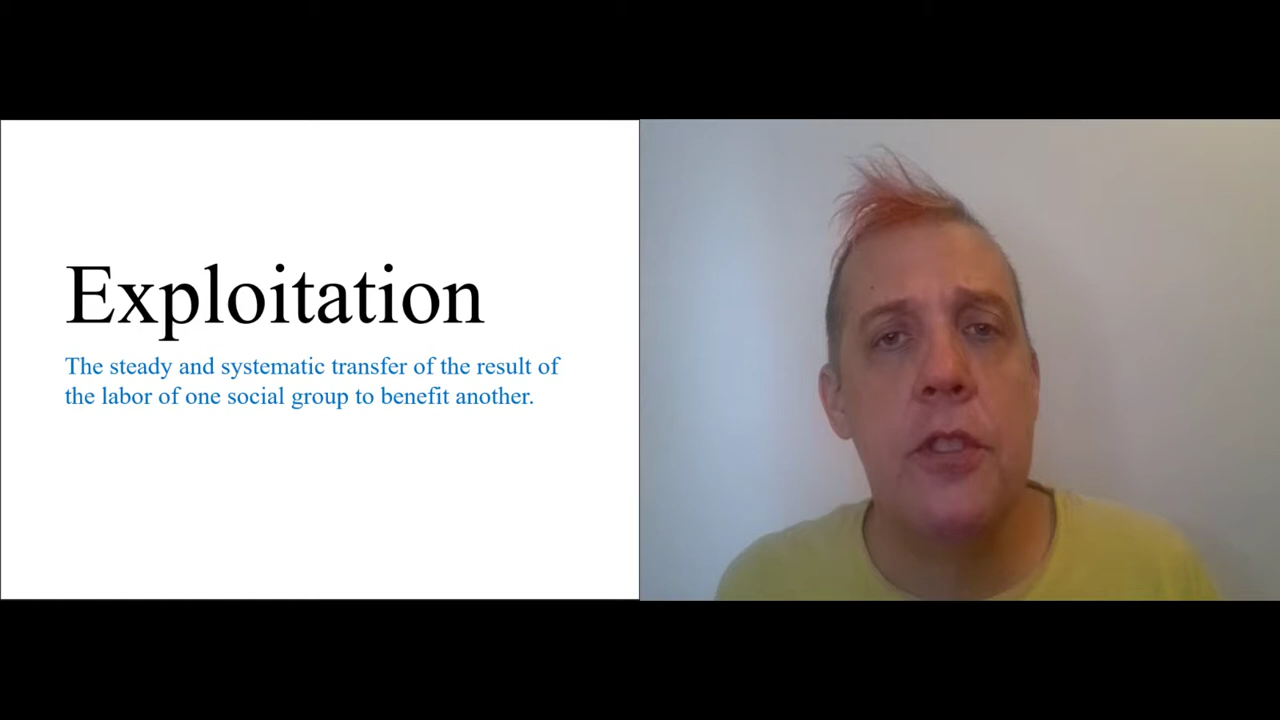 Exploitation
The steady and systematic transfer of the result of
the labor of one social group to benefit another.